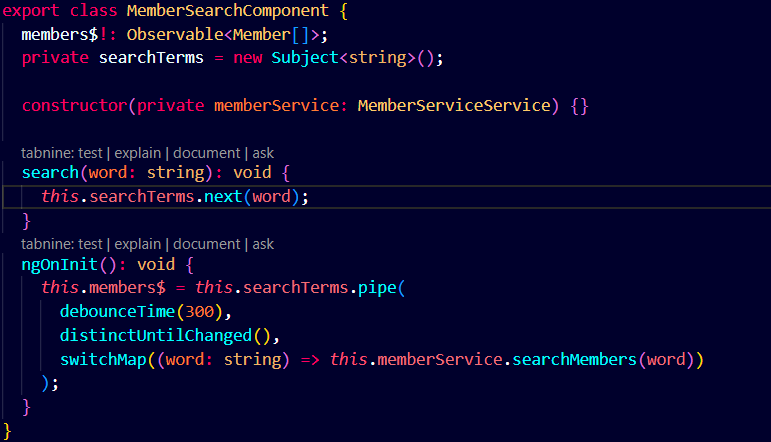 export class MemberSearchComponent {
members$!: Observable<Member[]>;
private searchTerms = new Subject<string>();
constructor(private memberService: MemberServiceService) {}
tabnine: test | explain | document | ask
search(word: string): void {
this.searchTerms.next(word);
}
tabnine: test | explain | document | ask
ngOnInit(): void {
this.members$ = this.searchTerms.pipe(
debounceTime(300),
distinctUntilChanged(),
switchMap((word: string) => this.memberService.searchMembers(word))
);
}
}